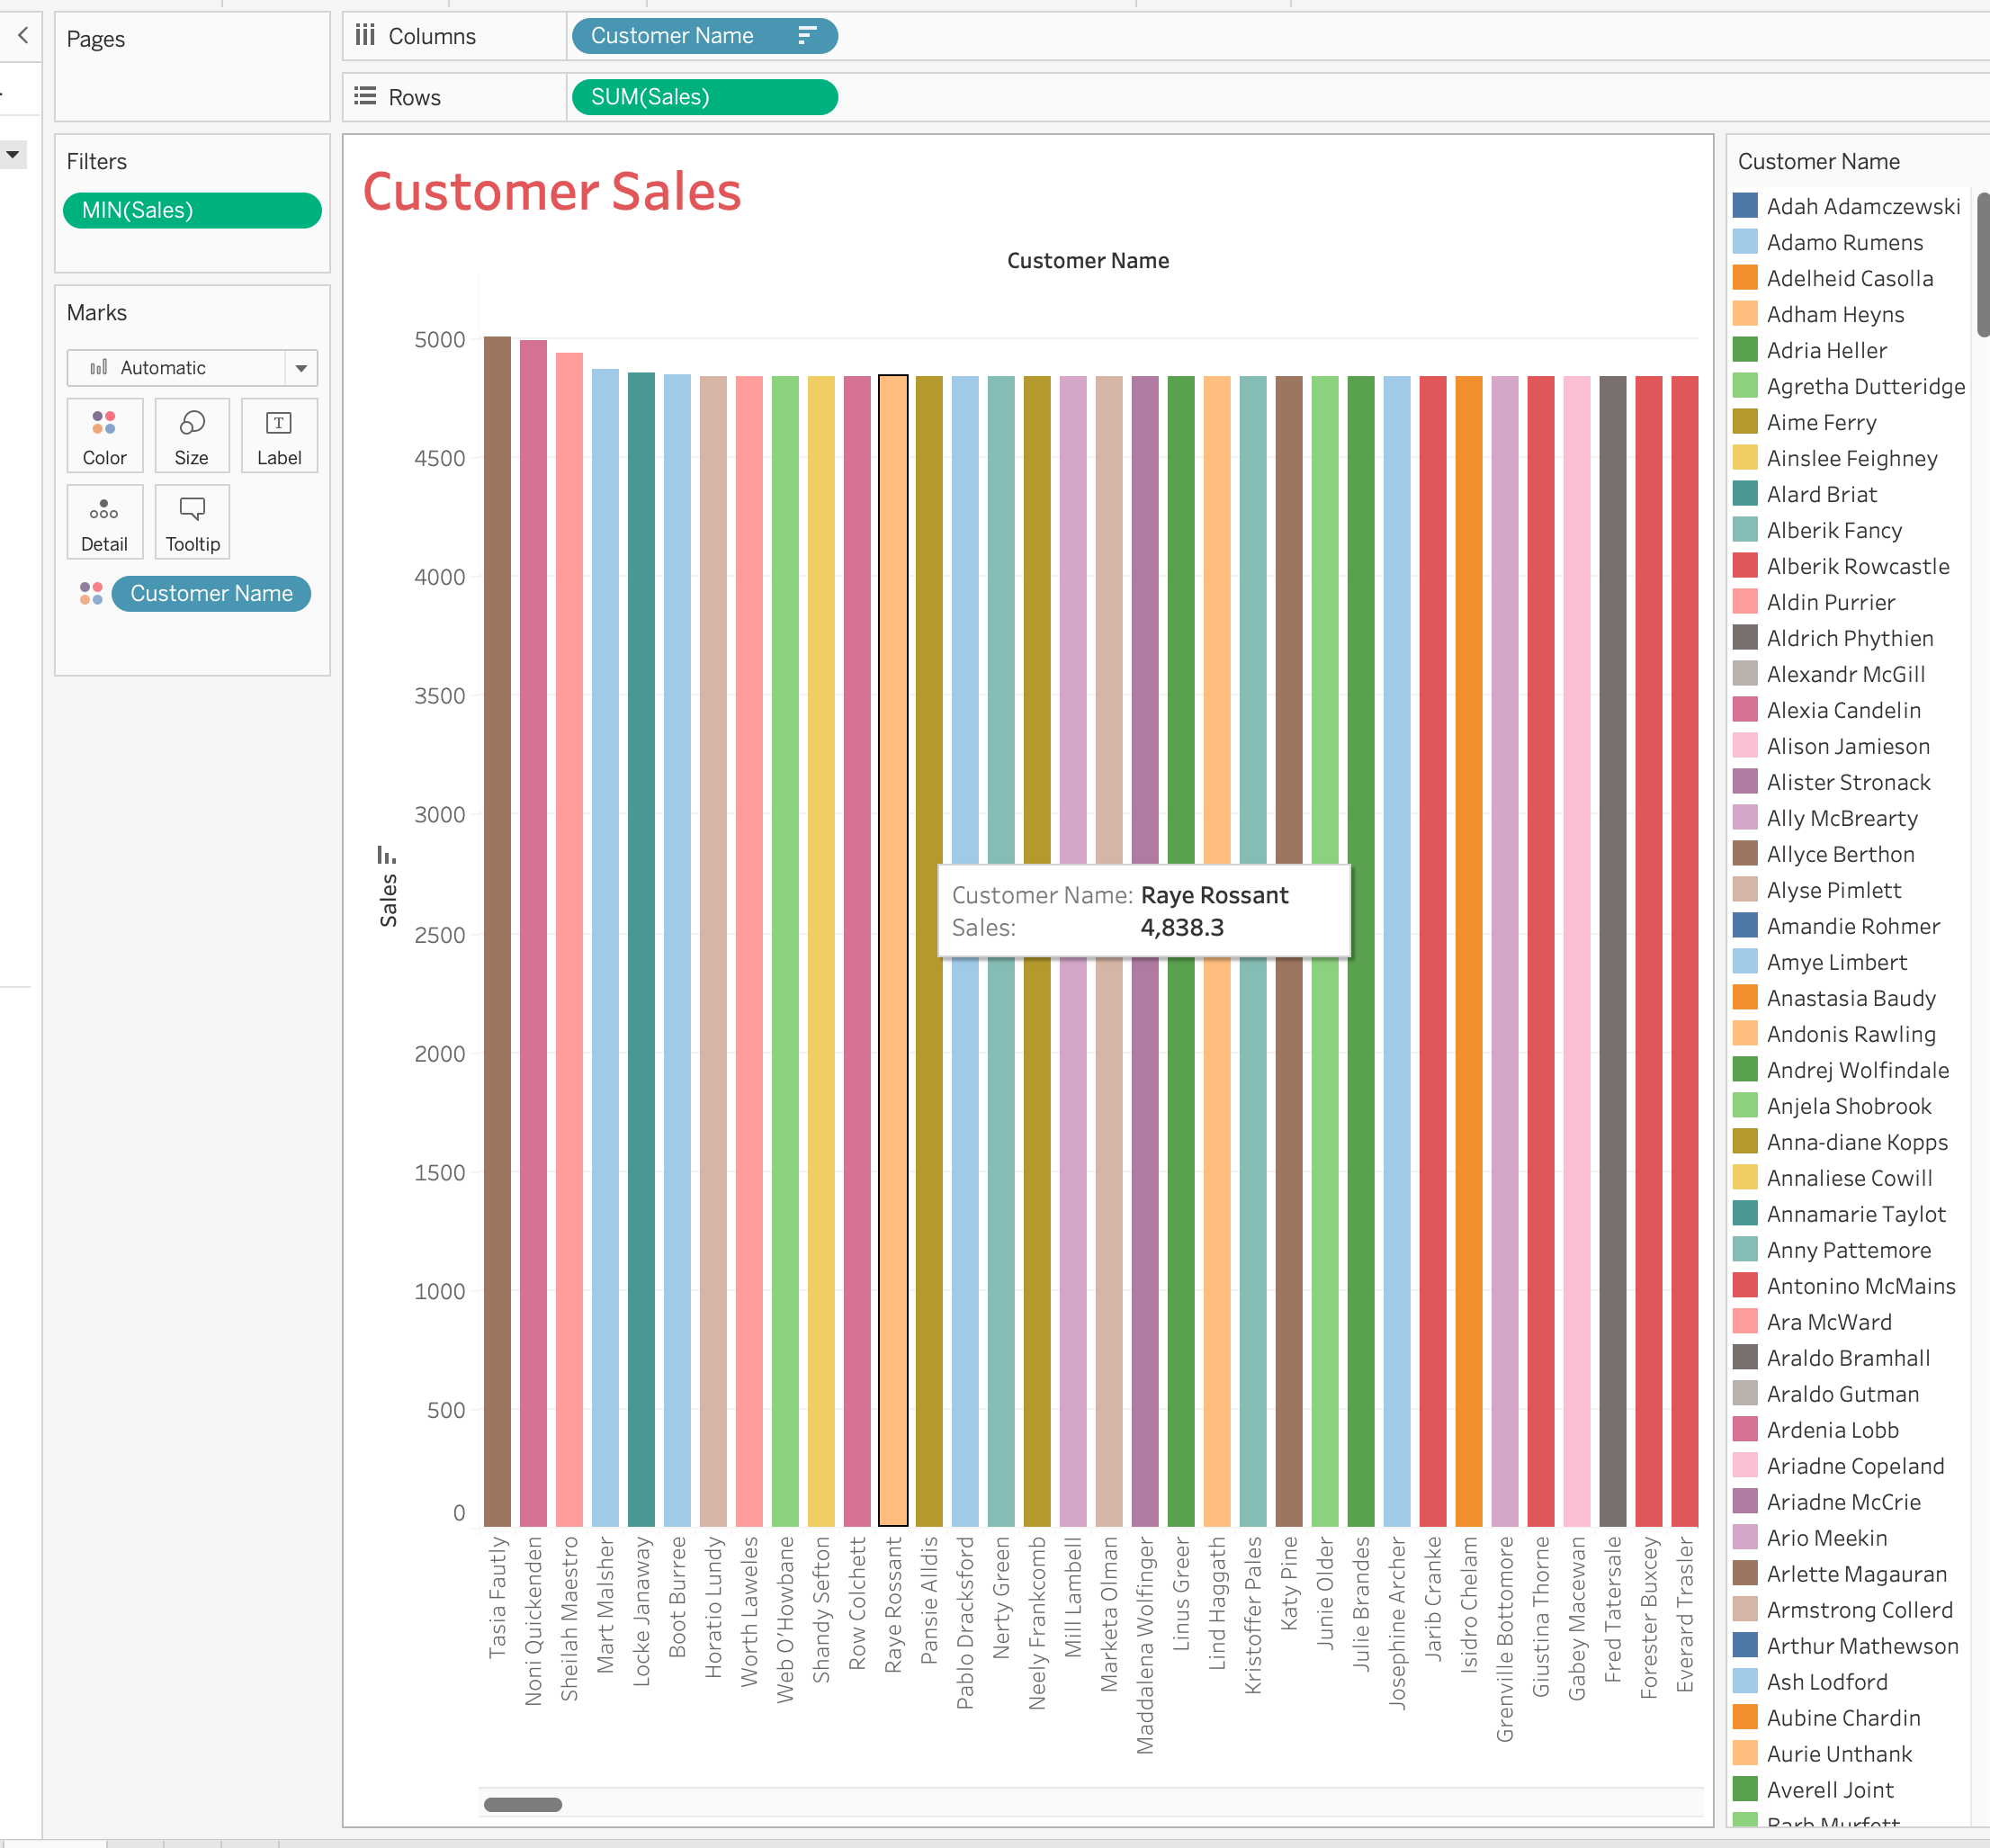 Pages
Columns
Customer Name
Rows
SUM(Sales)
Filters
MIN(Sales)
Marks
Automatic
Color
Size
Label
Detail
Tooltip
Customer Name
Customer Sales
Customer Name
Sales
5000
4500
4000
3500
3000
2500
2000
1500
1000
500
0
Customer Name: Raye Rossant
Sales: 4,838.3
Tasia Fautly
Noni Quickenden
Sheilah Maestro
Mart Malsher
Locke Janaway
Boot Burree
Horatio Lundy
Worth Laweles
Web O'Howbane
Shandy Sefton
Row Colchett
Raye Rossant
Pansie Alldis
Pablo Dracksford
Nerty Green
Neely Frankcomb
Mill Lambell
Marketa Olman
Maddalena Wolfinger
Linus Greer
Lind Haggath
Kristoffer Pales
Katy Pine
Junie Older
Julie Brandes
Josephine Archer
Jarib Cranke
Isidro Chelam
Grenville Bottomore
Giustina Thorne
Gabey Macewan
Fred Tatersale
Forester Buxcey
Everard Trasler
Customer Name
Adah Adamczewski
Adamo Rumens
Adelheid Casolla
Adham Heyns
Adria Heller
Agretha Dutteridge
Aime Ferry
Ainslee Feighney
Alard Briat
Alberik Fancy
Alberik Rowcastle
Aldin Purrier
Aldrich Phythien
Alexandr McGill
Alexia Candelin
Alison Jamieson
Alister Stronack
Ally McBrearty
Allyce Berthon
Alyse Pimlett
Amandie Rohmer
Amye Limbert
Anastasia Baudy
Andonis Rawling
Andrej Wolfindale
Anjela Shobrook
Anna-diane Kopps
Annaliese Cowill
Annamarie Taylot
Anny Pattemore
Antonino McMains
Ara McWard
Araldo Bramhall
Araldo Gutman
Ardenia Lobb
Ariadne Copeland
Ariadne McCrie
Ario Meekin
Arlette Magauran
Armstrong Collerd
Arthur Mathewson
Ash Lodford
Aubine Chardin
Aurie Unthank
Averell Joint
Barb Murfett